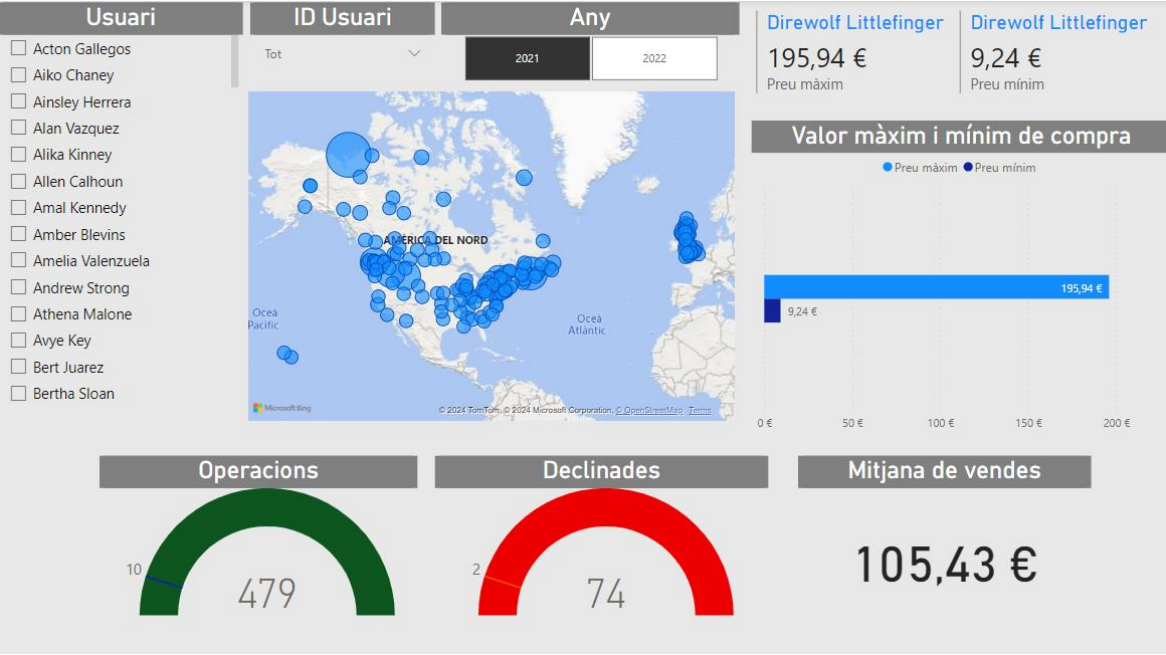 Usuari
Acton Gallegos
Aiko Chaney
Ainsley Herrera
Alan Vazquez
Alika Kinney
Allen Calhoun
Amal Kennedy
Amber Blevins
Amelia Valenzuela
Andrew Strong
Athena Malone
Avye Key
Bert Juarez
Bertha Sloan
ID Usuari
Tot
Any
2021
2022
AMÈRICA DEL NORD
Oceà
Pacífic
Oceà
Atlàntic
Microsoft Bing
© 2024 TomTom, © 2024 Microsoft Corporation, © OpenStreetMap Terms
Direwolf Littlefinger
195,94 €
Preu màxim
Direwolf Littlefinger
9,24 €
Preu mínim
Valor màxim i mínim de compra
Preu màxim Preu mínim
195,94 €
9,24 €
0 € 50 € 100 € 150 € 200 €
Operacions
10
479
Declinades
2
74
Mitjana de vendes
105,43 €